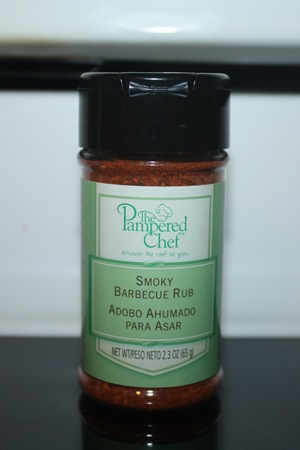 The
Pampered
Chef
discover the chef in you™
SMOKY
BARBECUE RUB
ADOBO AHUMADO
PARA ASAR
NET WT/PESO NETO 2.3 OZ (65 g)